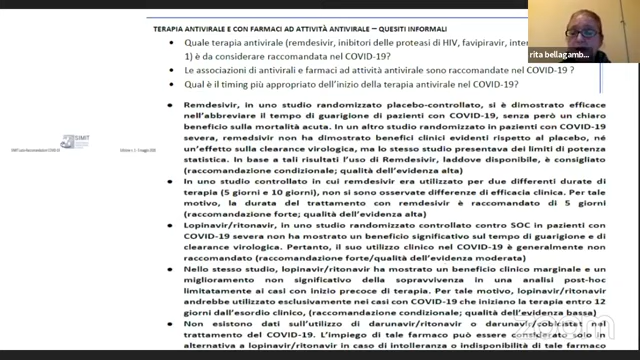 TERAPIA ANTIVIRALE E CON FARMACI AD ATTIVITÀ ANTIVIRALE – QUESITI INFORMALI
• Quale terapia antivirale (remdesivir, inibitori delle proteasi di HIV, favipiravir,
1) è da considerare raccomandata nel COVID-19?
• Le associazioni di antivirali e farmaci ad attività antivirale sono raccomandate nel COVID-19 ?
• Qual è il timing più appropriato dell'inizio della terapia antivirale nel COVID-19?
rita bellagamb...
SIMIT
• Remdesivir, in uno studio randomizzato placebo-controllato, si è dimostrato efficace
nell'abbreviare il tempo di guarigione di pazienti con COVID-19, senza però un chiaro
beneficio sulla mortalità acuta. In un altro studio randomizzato in pazienti con COVID-19
severa, remedsivir non ha dimostrato benefici clinici evidenti rispetto al placebo, né
un'effetto sulla clearance virologica, ma lo stesso studio presentava dei limiti di potenza
statistica. In base a tali risultati l'uso di Remdesivir, laddove disponibile, è consigliato
(raccomandazione condizionale; qualità dell'evidenza alta)
• In uno studio controllato in cui remdesivir era utilizzato per due differenti durate di
terapia (5 giorni e 10 giorni), non si sono osservate differenze di efficacia clinica. Per tale
motivo, la durata del trattamento con remdesivir è raccomandato di 5 giorni
(raccomandazione forte; qualità dell'evidenza alta)
• Lopinavir/ritonavir, in uno studio randomizzato controllato contro SOC in pazienti con
COVID-19 severa non ha mostrato un beneficio significativo sul tempo di guarigione e di
clearance virologica. Pertanto, il suo utilizzo clinico nel COVID-19 è generalmente non
raccomandato (raccomandazione forte/qualità dell'evidenza moderata)
• Nello stesso studio, lopinavir/ritonavir ha mostrato un beneficio clinico marginale e un
miglioramento non significativo della sopravvivenza in una analisi post-hoc
limitatamente ai casi con inizio precoce di terapia. Per tale motivo, lopinavir/ritonavir
andrebbe utilizzato esclusivamente nei casi con COVID-19 che iniziano la terapia entro 12
giorni dall'esordio clinico, (raccomandazione condizionale; qualità dell'evidenza bassa)
• Non esistono dati sull'utilizzo di darunavir/ritonavir o darunavir/cobicistat nel
trattamento del COVID-19. L'impiego di tale farmaco può essere considerato solo in
alternativa a lopinavir/ritonavir in caso di intolleranza o indisponibilità di tale farmaco
zoom